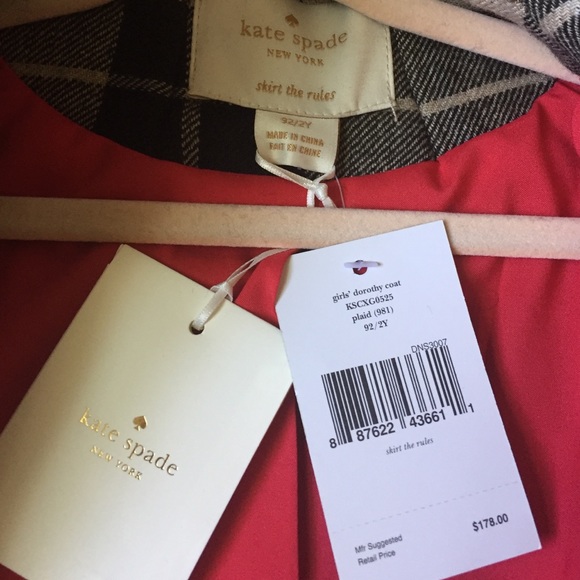 kate spade
NEW YORK
skirt the rules
92/2Y
MADE IN CHINA
FAIT EN CHINE
girls' dorothy coat
KSCXG0525
plaid (981)
92/2Y
DNS3007
8 87622 43661 1
skirt the rules
Mfr Suggested
Retail Price
$178.00
kate spade
NEW YORK